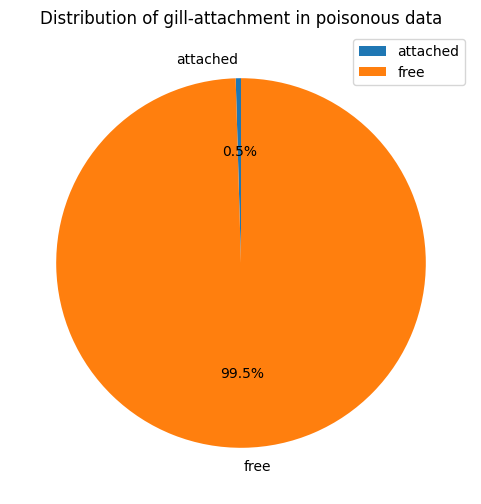 Distribution of gill-attachment in poisonous data
attached
free
attached
0.5%
99.5%
free